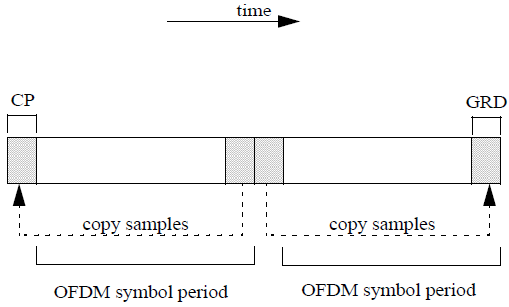 time
CP
GRD
copy samples
copy samples
OFDM symbol period
OFDM symbol period